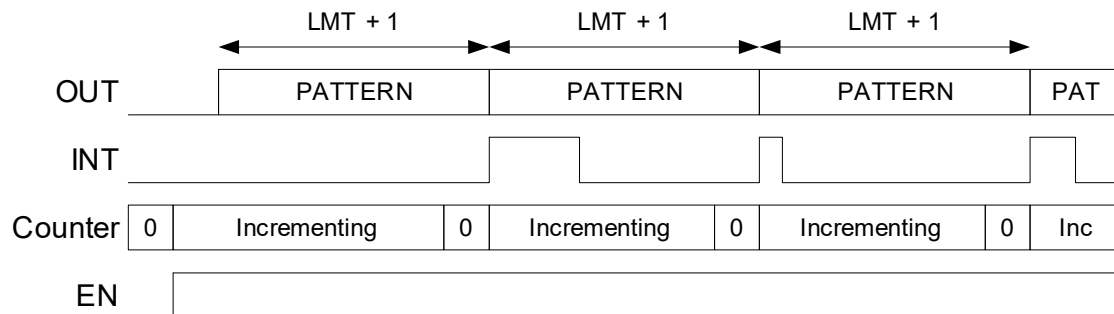 LMT + 1 LMT + 1 LMT + 1
OUT PATTERN PATTERN PATTERN PAT
INT
Counter 0 Incrementing 0 Incrementing 0 Incrementing 0 Inc
EN